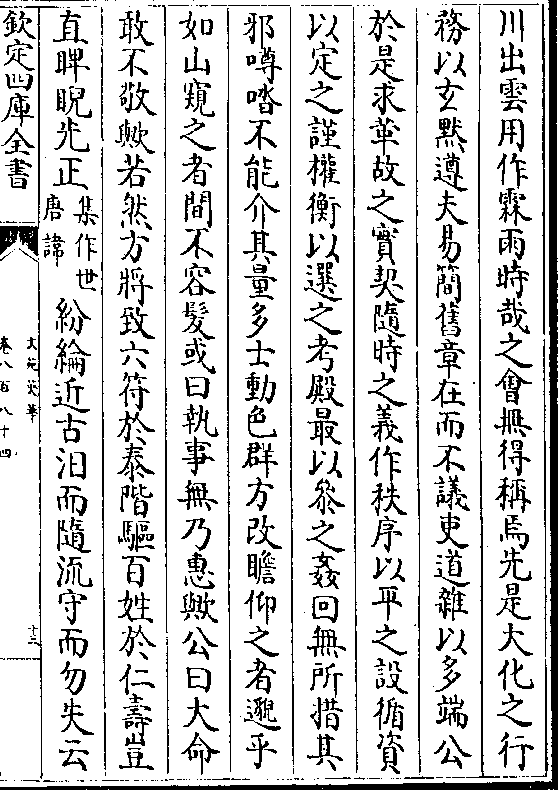 川出雲用作霖雨時哉之會無得稱焉先是大化之行
務以玄黙遵夫易簡舊章在而不議吏道雜以多端公
於是求革故之實契隨時之義作秩序以平之設循資
以定之謹權衡以選之考殿最以叅之姦回無所措其
邪噂喈不能介其量多士動色群方改瞻仰之者邈乎
如山窺之者間不容髪或曰執事無乃惠歟公曰大命
敢不敬歟若然方將致六符於泰階驅百姓於仁壽豈
直睥睨先正集作世唐諱紛綸近古汨而隨流守而勿失云
欽定四庫全書
文苑英華
卷八百八十四
十三